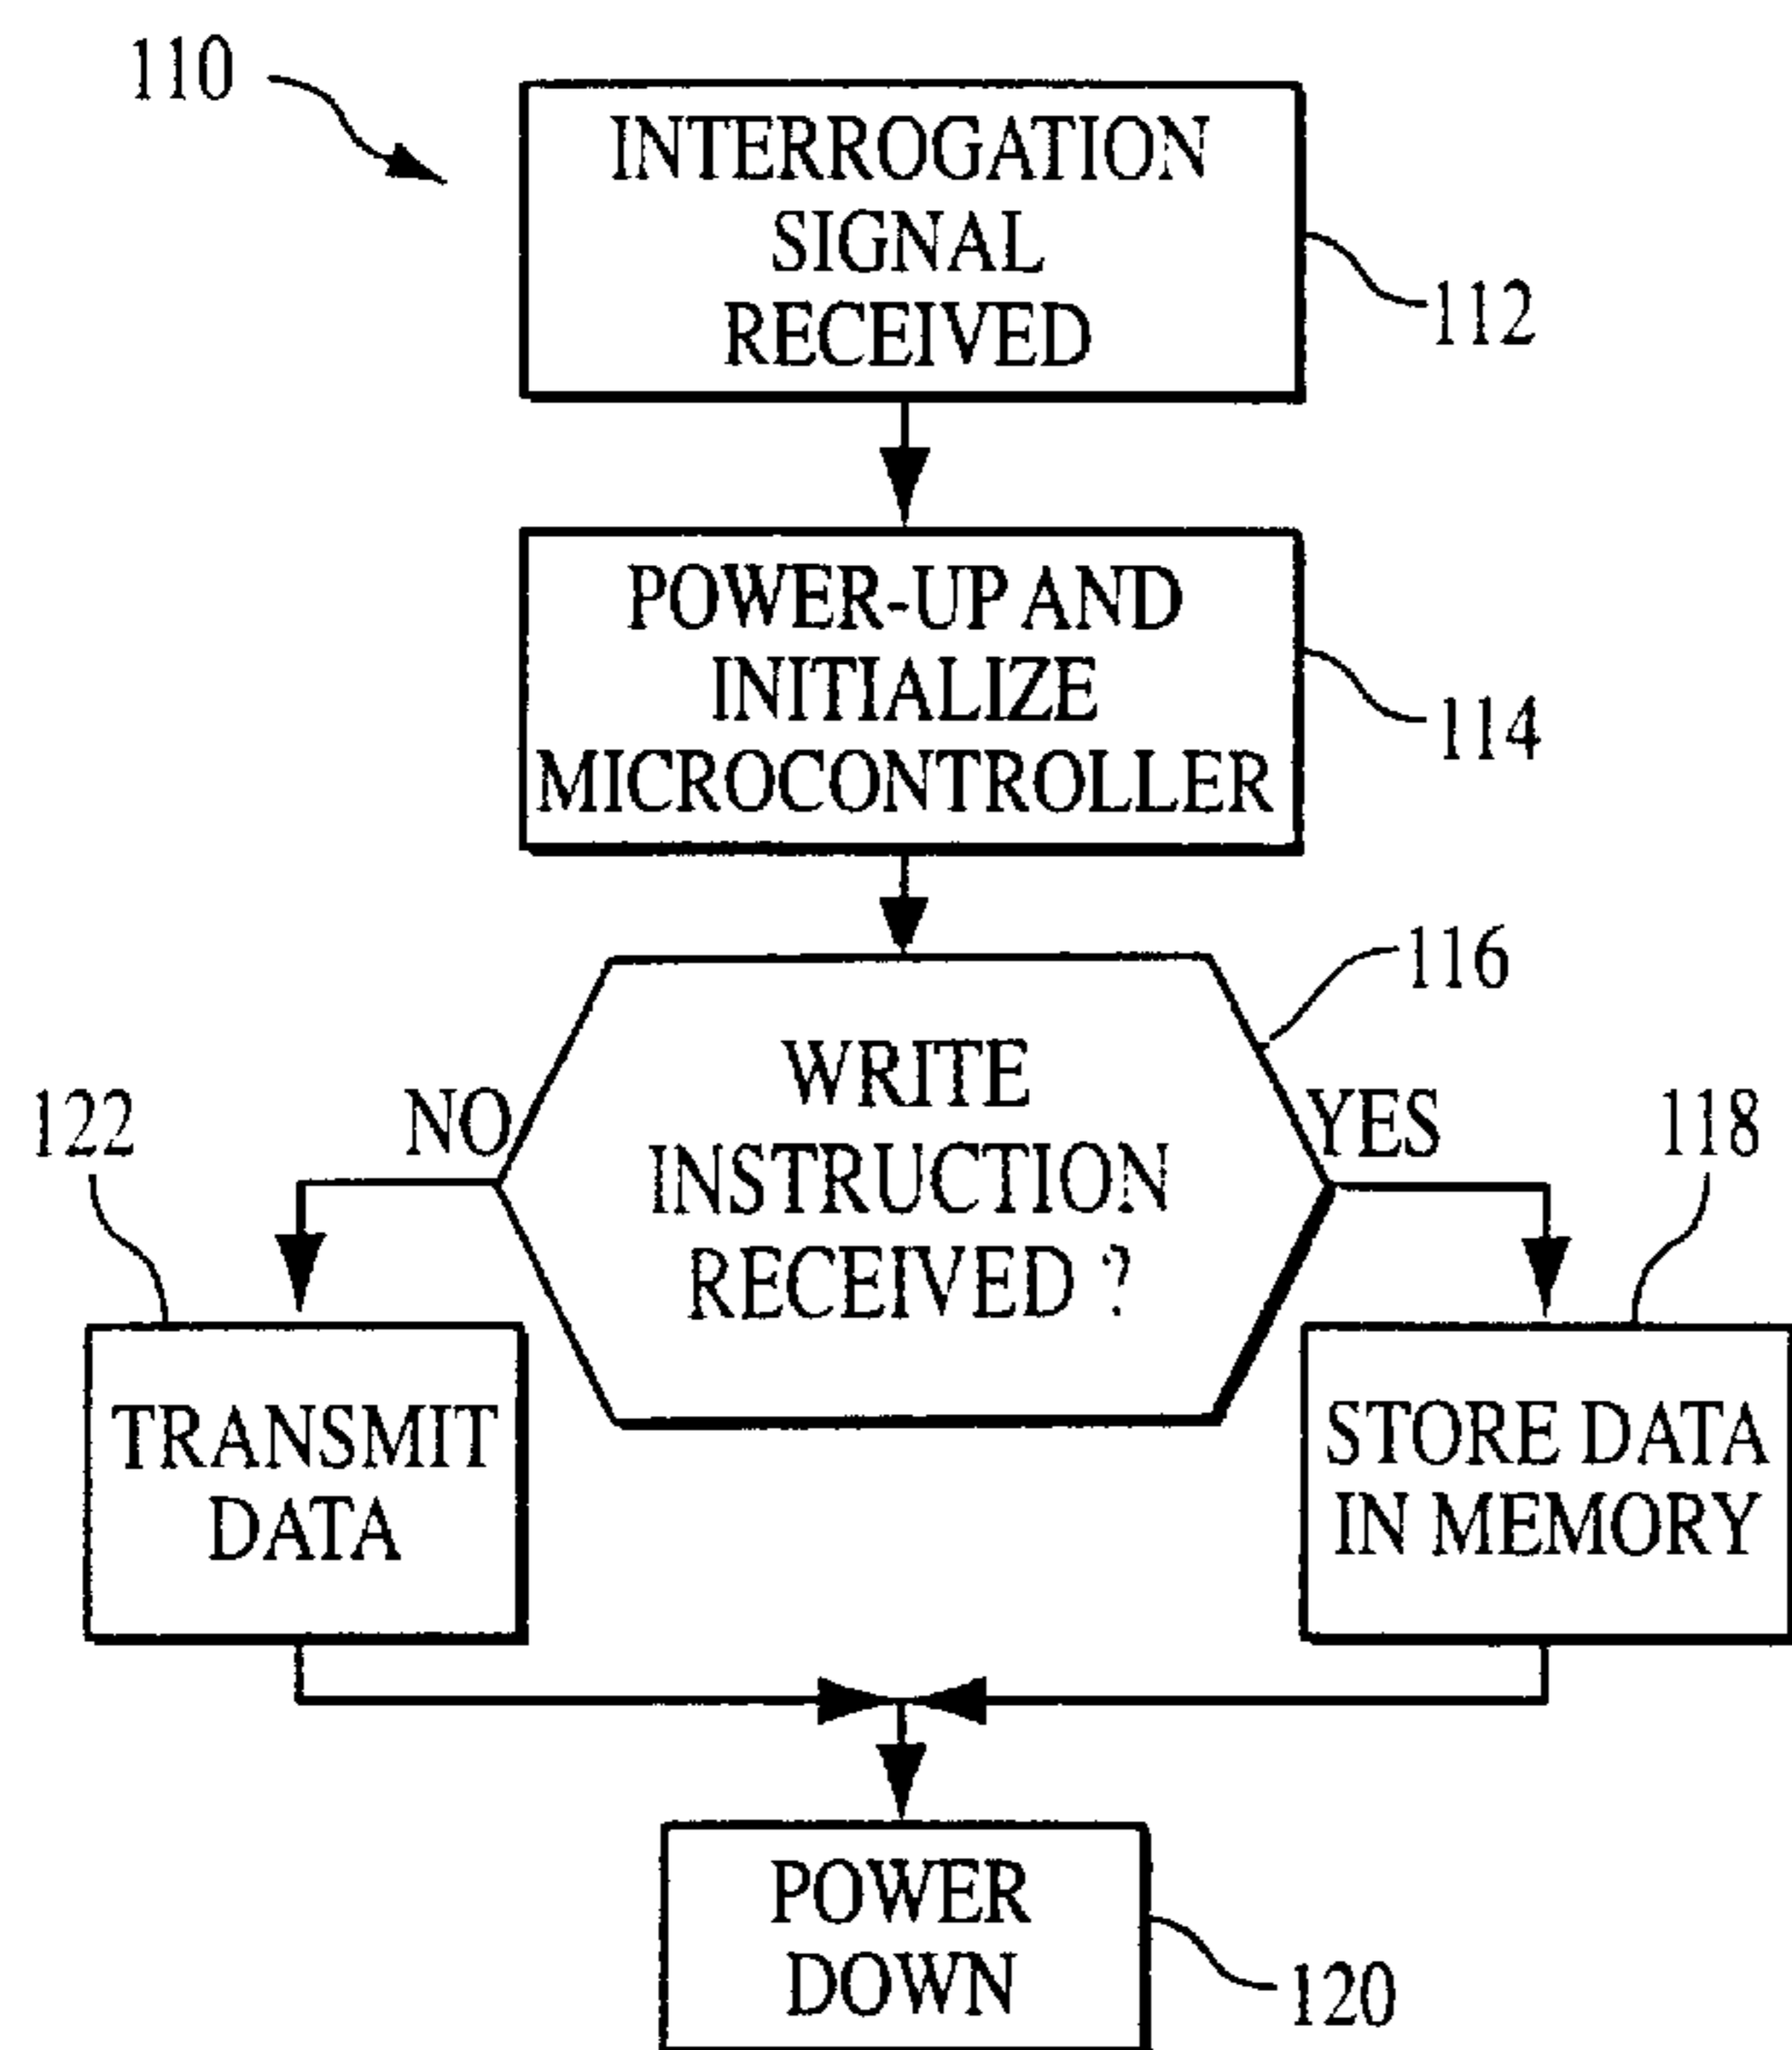 110
INTERROGATION
SIGNAL
RECEIVED
112
POWER-UP AND
INITIALIZE
MICROCONTROLLER
114
116
WRITE
INSTRUCTION
RECEIVED ?
NO
YES
122
118
TRANSMIT
DATA
STORE DATA
IN MEMORY
POWER
DOWN
120